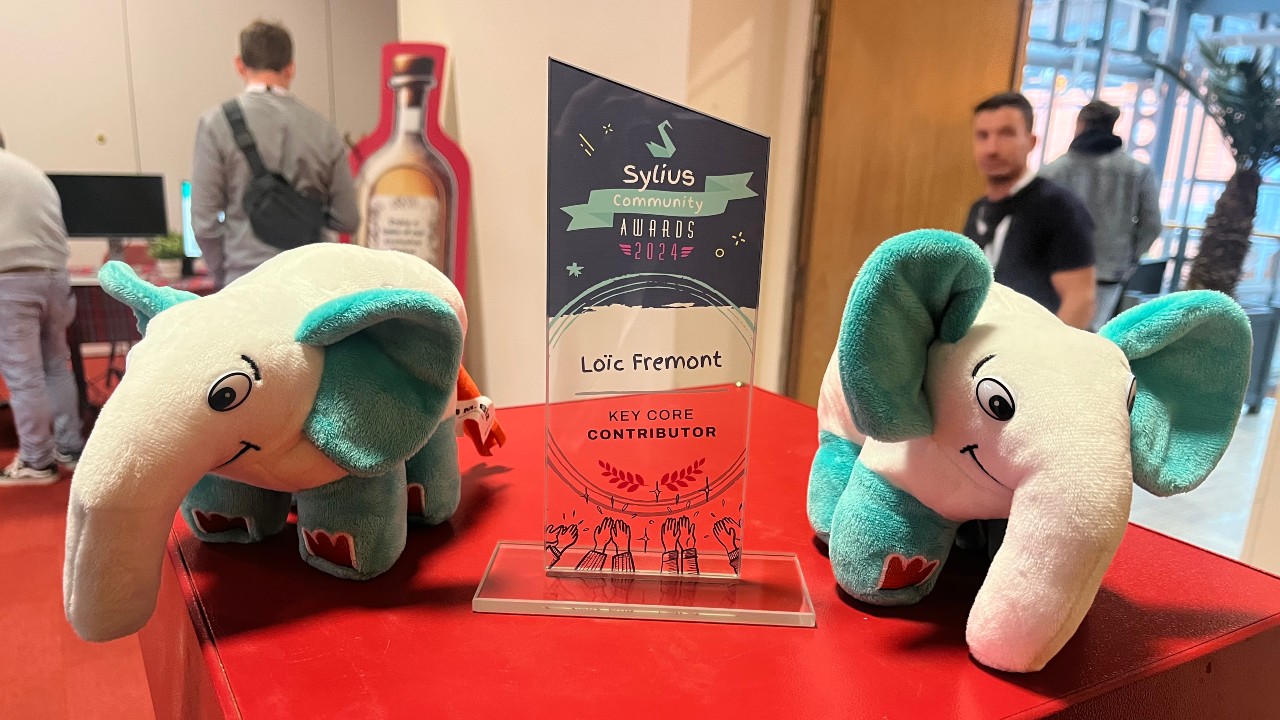 Sylius
Community
AWARDS
2024
Loïc Fremont
KEY CORE
CONTRIBUTOR